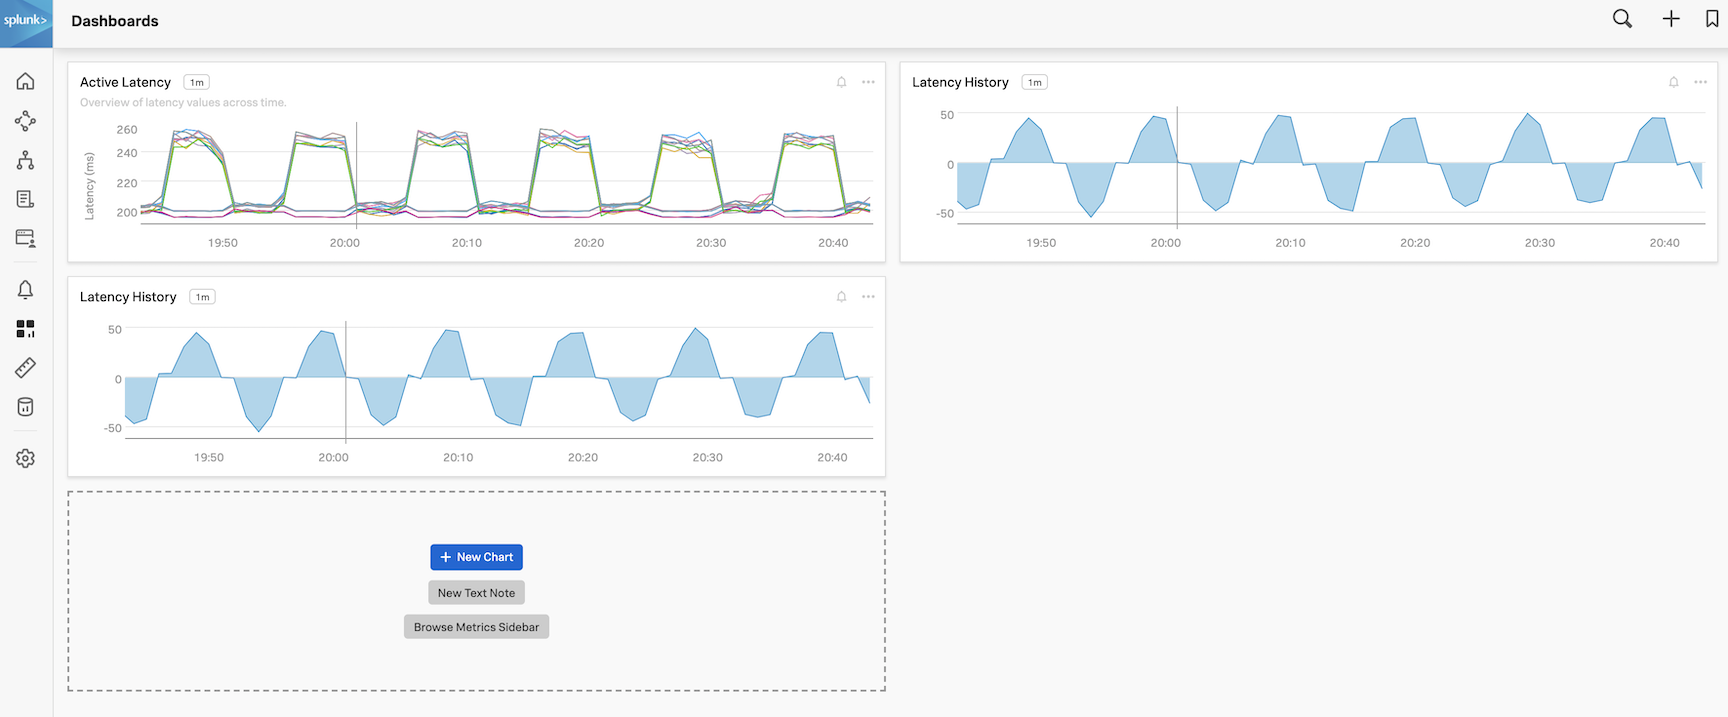 splunk>
Dashboards
Active Latency 1m
Overview of latency values across time.
Latency (ms)
260
240
220
200
19:50 20:00 20:10 20:20 20:30 20:40
Latency History 1m
50
0
-50
19:50 20:00 20:10 20:20 20:30 20:40
Latency History 1m
50
0
-50
19:50 20:00 20:10 20:20 20:30 20:40
+ New Chart
New Text Note
Browse Metrics Sidebar